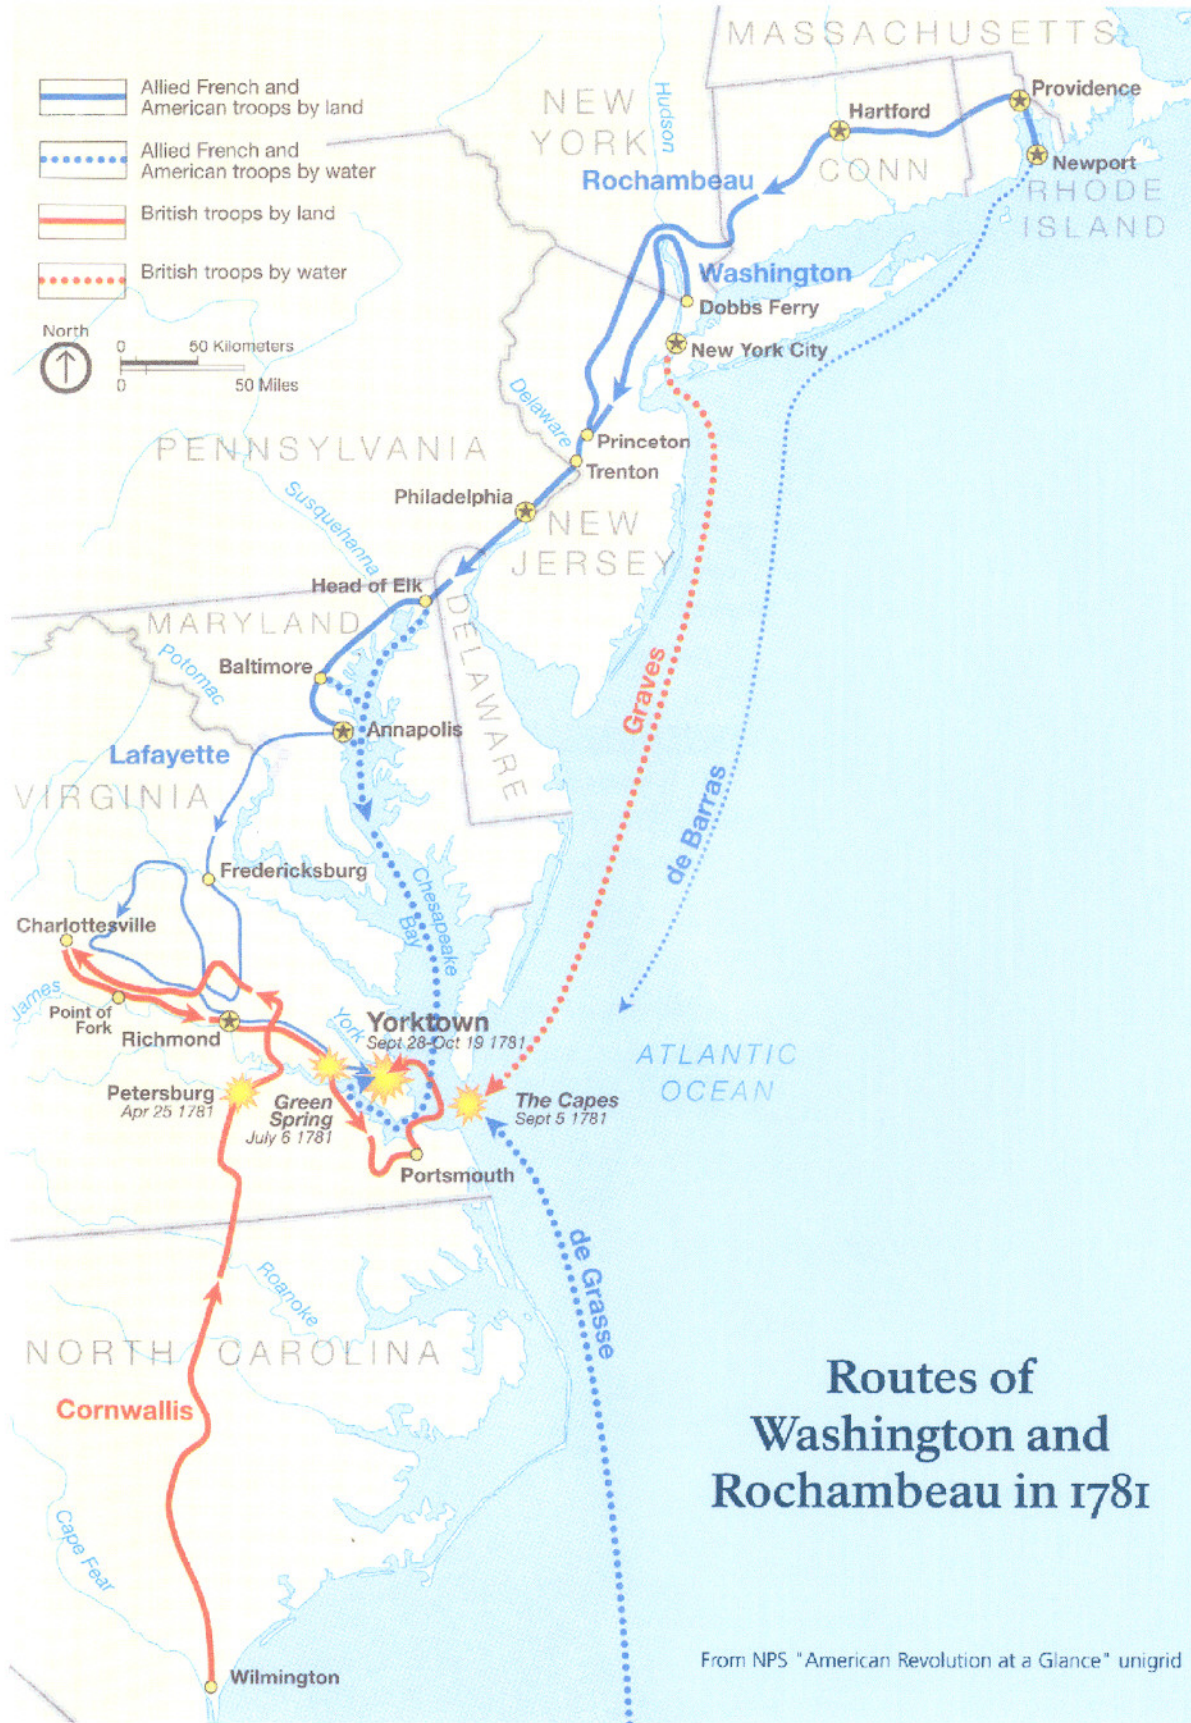 MASSACHUSETTS
Allied French and
American troops by land
Allied French and
American troops by water
British troops by land
British troops by water
North
0 50 Kilometers
0 50 Miles
NEW
YORK
Hudson
Providence
Hartford
CONN
Newport
RHODE
ISLAND
Rochambeau
Washington
Dobbs Ferry
New York City
Delaware
Princeton
Trenton
PENNSYLVANIA
Philadelphia
NEW
JERSEY
Susquehanna
Head of Elk
MARYLAND
DELAWARE
Baltimore
Potomac
Annapolis
Graves
de Barras
Lafayette
VIRGINIA
Fredericksburg
Chesapeake
Bay
Charlottesville
James
Point of
Fork
Richmond
York
Yorktown
Sept 28-Oct 19 1781
ATLANTIC
OCEAN
Petersburg
Apr 25 1781
Green
Spring
July 6 1781
The Capes
Sept 5 1781
Portsmouth
de Grasse
Roanoke
NORTH CAROLINA
Cornwallis
Cape Fear
Wilmington
Routes of
Washington and
Rochambeau in 1781
From NPS "American Revolution at a Glance" unigrid